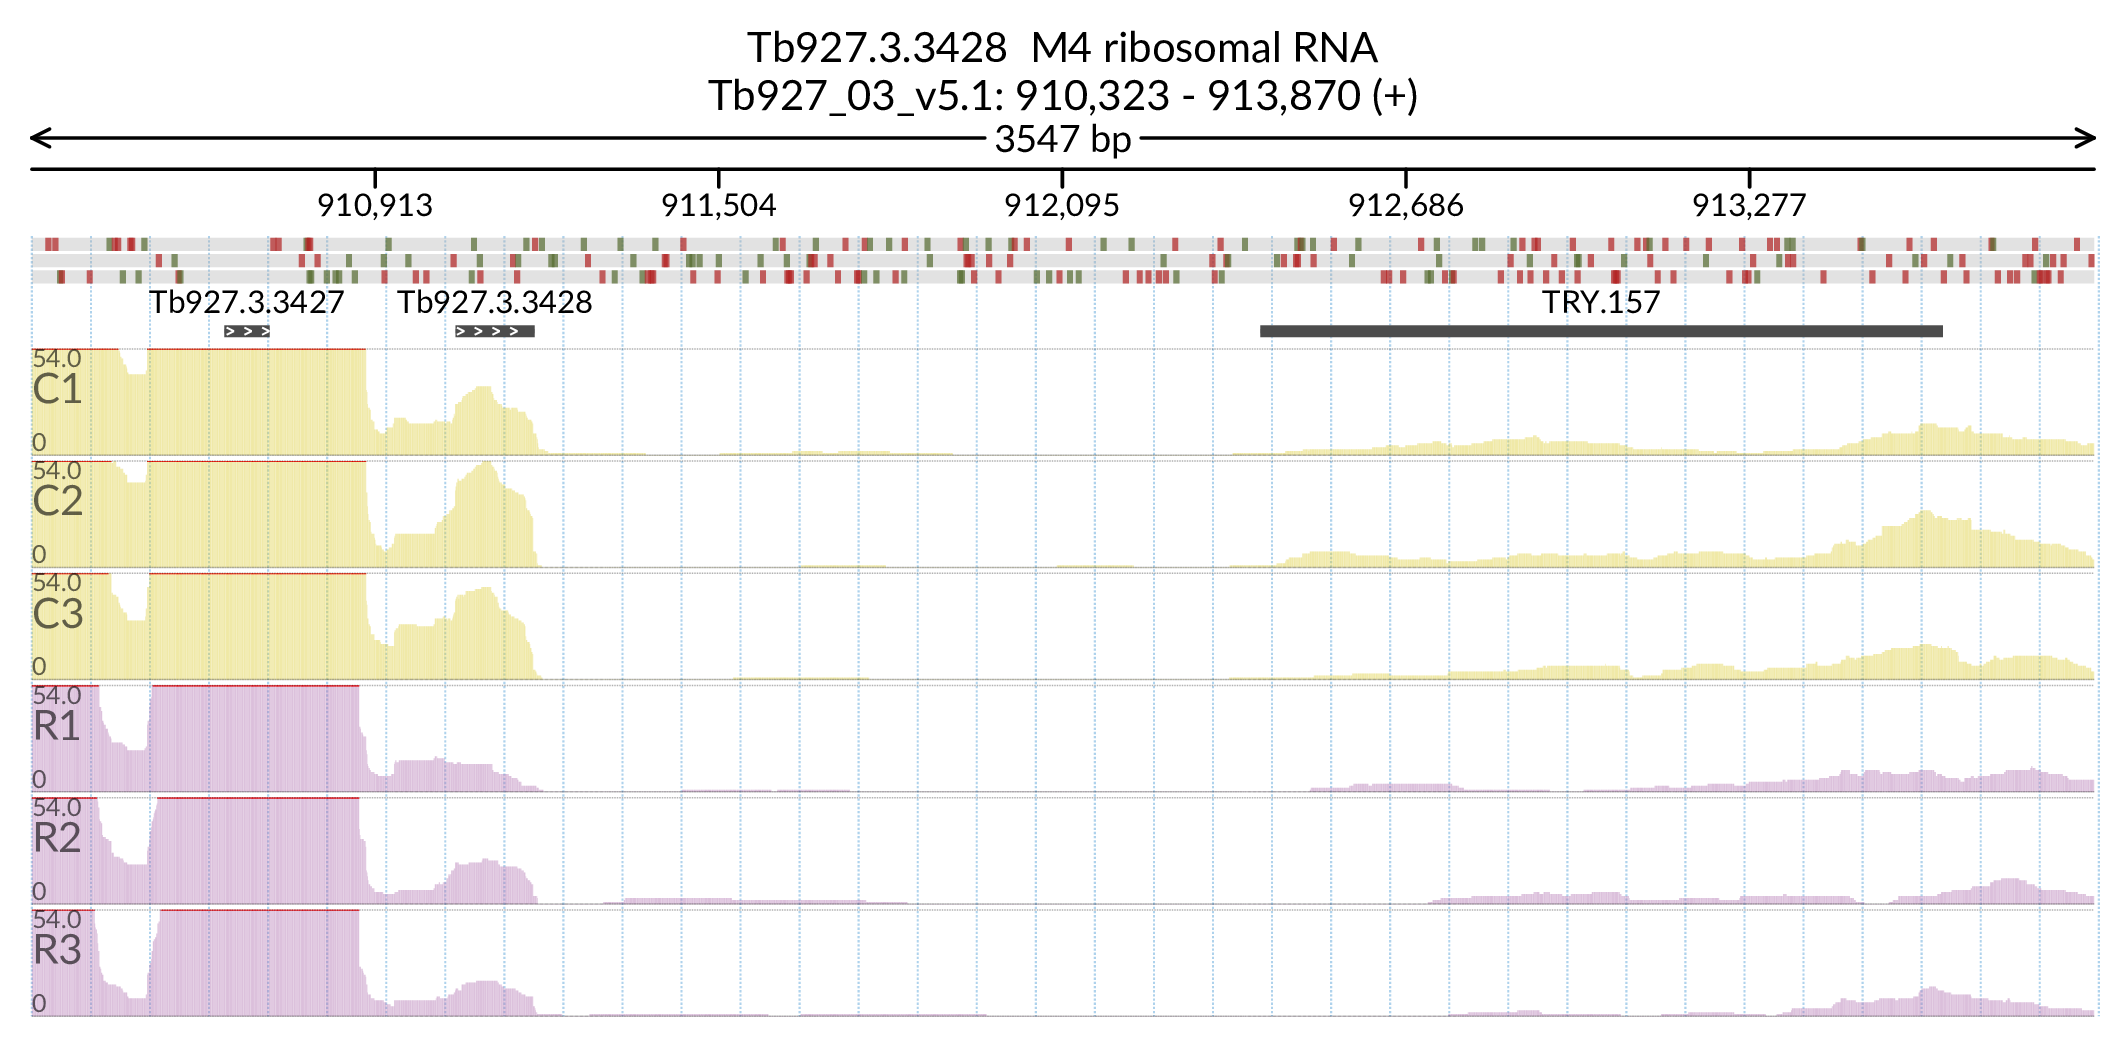 Tb927.3.3428  M4 ribosomal RNA
Tb927_03_v5.1: 910,323 - 913,870 (+)
3547 bp
910,913 911,504 912,095 912,686 913,277
Tb927.3.3427 Tb927.3.3428 TRY.157
54.0
C1
0
54.0
C2
0
54.0
C3
0
54.0
R1
0
54.0
R2
0
54.0
R3
0